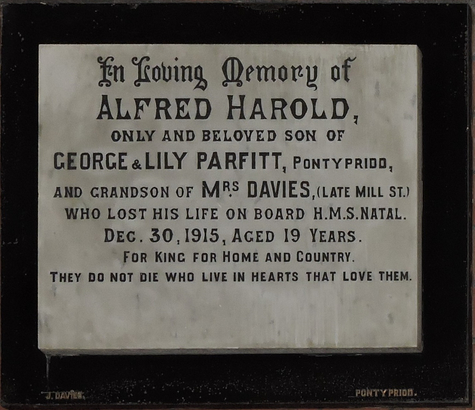 In Loving Memory of
ALFRED HAROLD,
ONLY AND BELOVED SON OF
GEORGE & LILY PARFITT, PONTYPRIDD,
AND GRANDSON OF MRS. DAVIES, (LATE MILL ST.)
WHO LOST HIS LIFE ON BOARD H.M.S. NATAL.
DEC. 30, 1915, AGED 19 YEARS.
FOR KING FOR HOME AND COUNTRY.
THEY DO NOT DIE WHO LIVE IN HEARTS THAT LOVE THEM.
J. DAVIES, PONTYPRIDD.